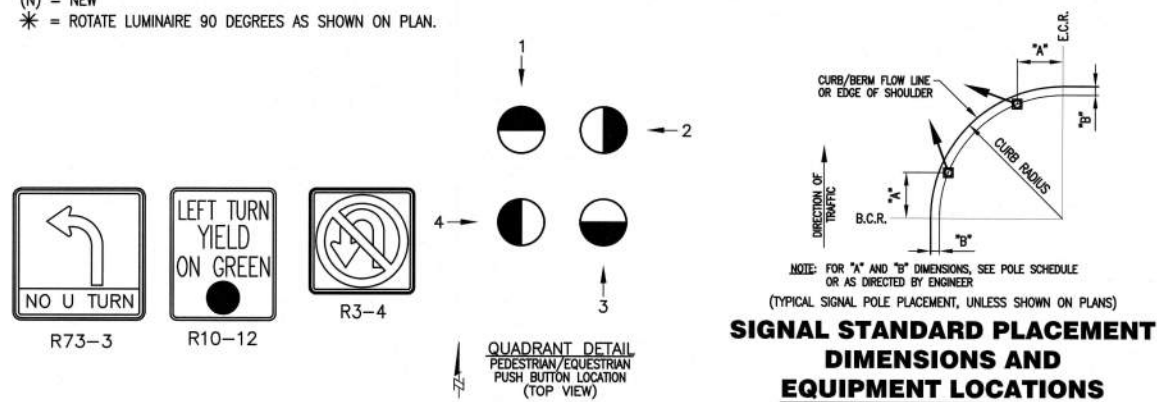 (N) = NEW
✳ = ROTATE LUMINAIRE 90 DEGREES AS SHOWN ON PLAN.
NO U TURN
R73-3
LEFT TURN
YIELD
ON GREEN
R10-12
R3-4
1
2
4
3
N
QUADRANT DETAIL
PEDESTRIAN/EQUESTRIAN
PUSH BUTTON LOCATION
(TOP VIEW)
E.C.R.
"A"
CURB/BERM FLOW LINE
OR EDGE OF SHOULDER
"B"
CURB RADIUS
DIRECTION OF
TRAFFIC
"A"
B.C.R.
"B"
NOTE: FOR "A" AND "B" DIMENSIONS, SEE POLE SCHEDULE
OR AS DIRECTED BY ENGINEER
(TYPICAL SIGNAL POLE PLACEMENT, UNLESS SHOWN ON PLANS)
SIGNAL STANDARD PLACEMENT
DIMENSIONS AND
EQUIPMENT LOCATIONS